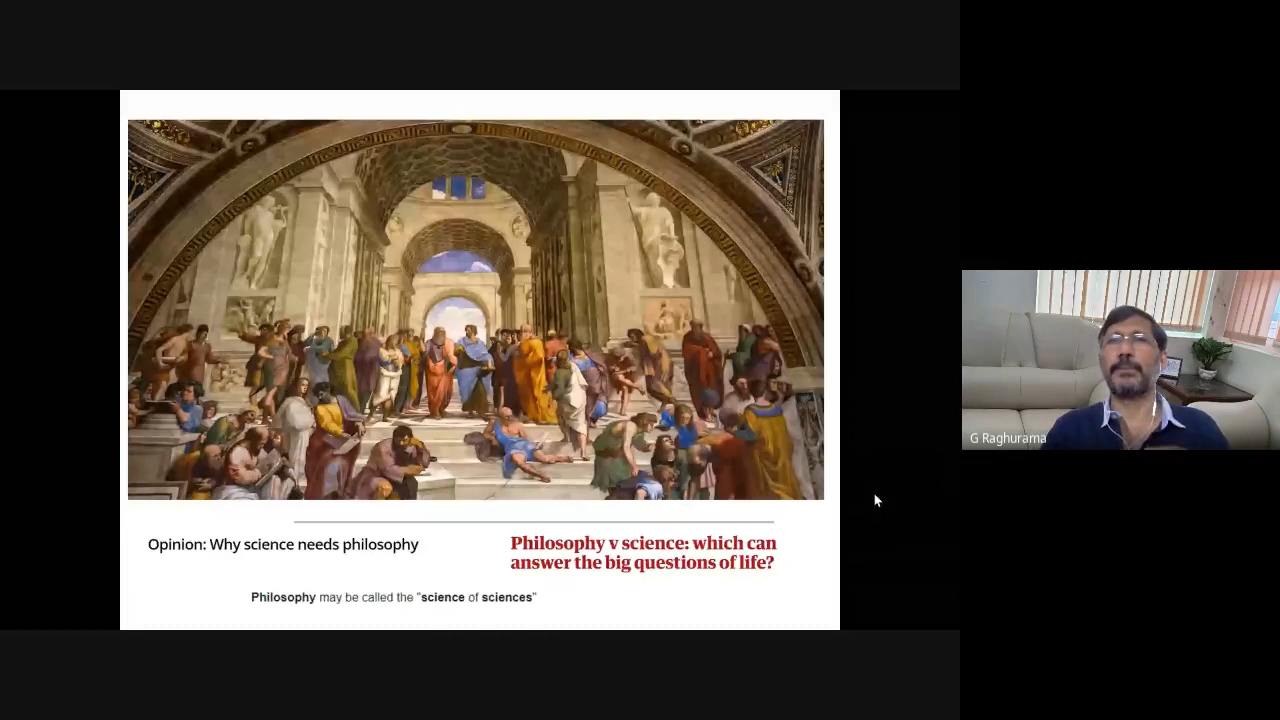 Opinion: Why science needs philosophy
Philosophy v science: which can
answer the big questions of life?
Philosophy may be called the "science of sciences"
G Raghurama